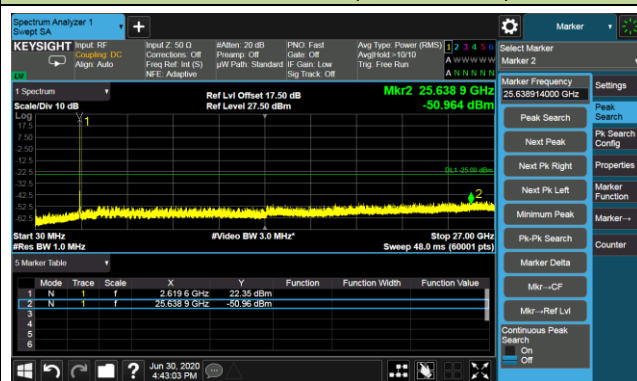 Spectrum Analyzer 1
Swept SA
+
Marker
KEYSIGHT
Input: RF
Coupling: DC
Align: Auto
Input Z: 50 Ω
Corrections: Off
Freq Ref: Int (S)
NFE: Adaptive
#Atten: 20 dB
Preamp: Off
µW Path: Standard
PNO: Fast
Gate: Off
IF Gain: Low
Sig Track: Off
Avg Type: Power (RMS)
Avg|Hold:>10/10
Trig: Free Run
1 2 3 4 5 6
A W W W W W
A N N N N N
Select Marker
Marker 2
1 Spectrum
Scale/Div 10 dB
Ref Lvl Offset 17.50 dB
Ref Level 27.50 dBm
Mkr2 25.638 9 GHz
-50.964 dBm
Log
17.5
7.50
-2.50
-12.5
-22.5
-32.5
-42.5
-52.5
-62.5
1
DL1 -25.00 dBm
2
Start 30 MHz
#Res BW 1.0 MHz
#Video BW 3.0 MHz*
Stop 27.00 GHz
Sweep 48.0 ms (60001 pts)
5 Marker Table
Mode Trace Scale X Y Function Function Width Function Value
1 N 1 f 2.619 6 GHz 22.35 dBm
2 N 1 f 25.638 9 GHz -50.96 dBm
3
4
5
6
Marker Frequency
25.638914000 GHz
Peak Search
Next Peak
Next Pk Right
Next Pk Left
Minimum Peak
Pk-Pk Search
Marker Delta
Mkr→CF
Mkr→Ref Lvl
Continuous Peak
Search
On
Off
Settings
Peak
Search
Pk Search
Config
Properties
Marker
Function
Marker→
Counter
?
Jun 30, 2020
4:43:03 PM